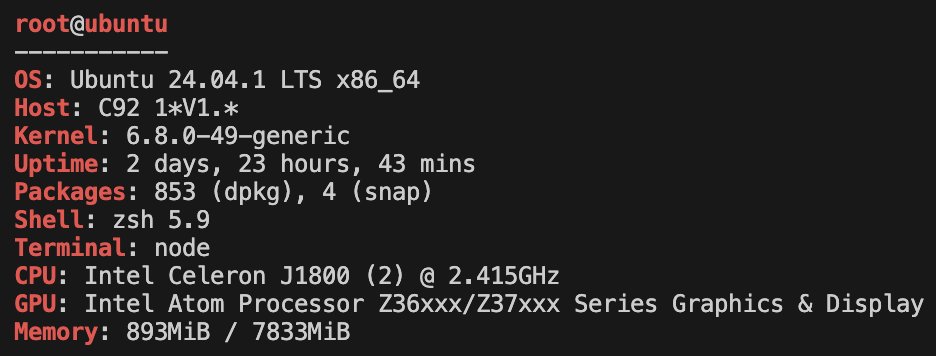 root@ubuntu
-----------
OS: Ubuntu 24.04.1 LTS x86_64
Host: C92 1*V1.*
Kernel: 6.8.0-49-generic
Uptime: 2 days, 23 hours, 43 mins
Packages: 853 (dpkg), 4 (snap)
Shell: zsh 5.9
Terminal: node
CPU: Intel Celeron J1800 (2) @ 2.415GHz
GPU: Intel Atom Processor Z36xxx/Z37xxx Series Graphics & Display
Memory: 893MiB / 7833MiB